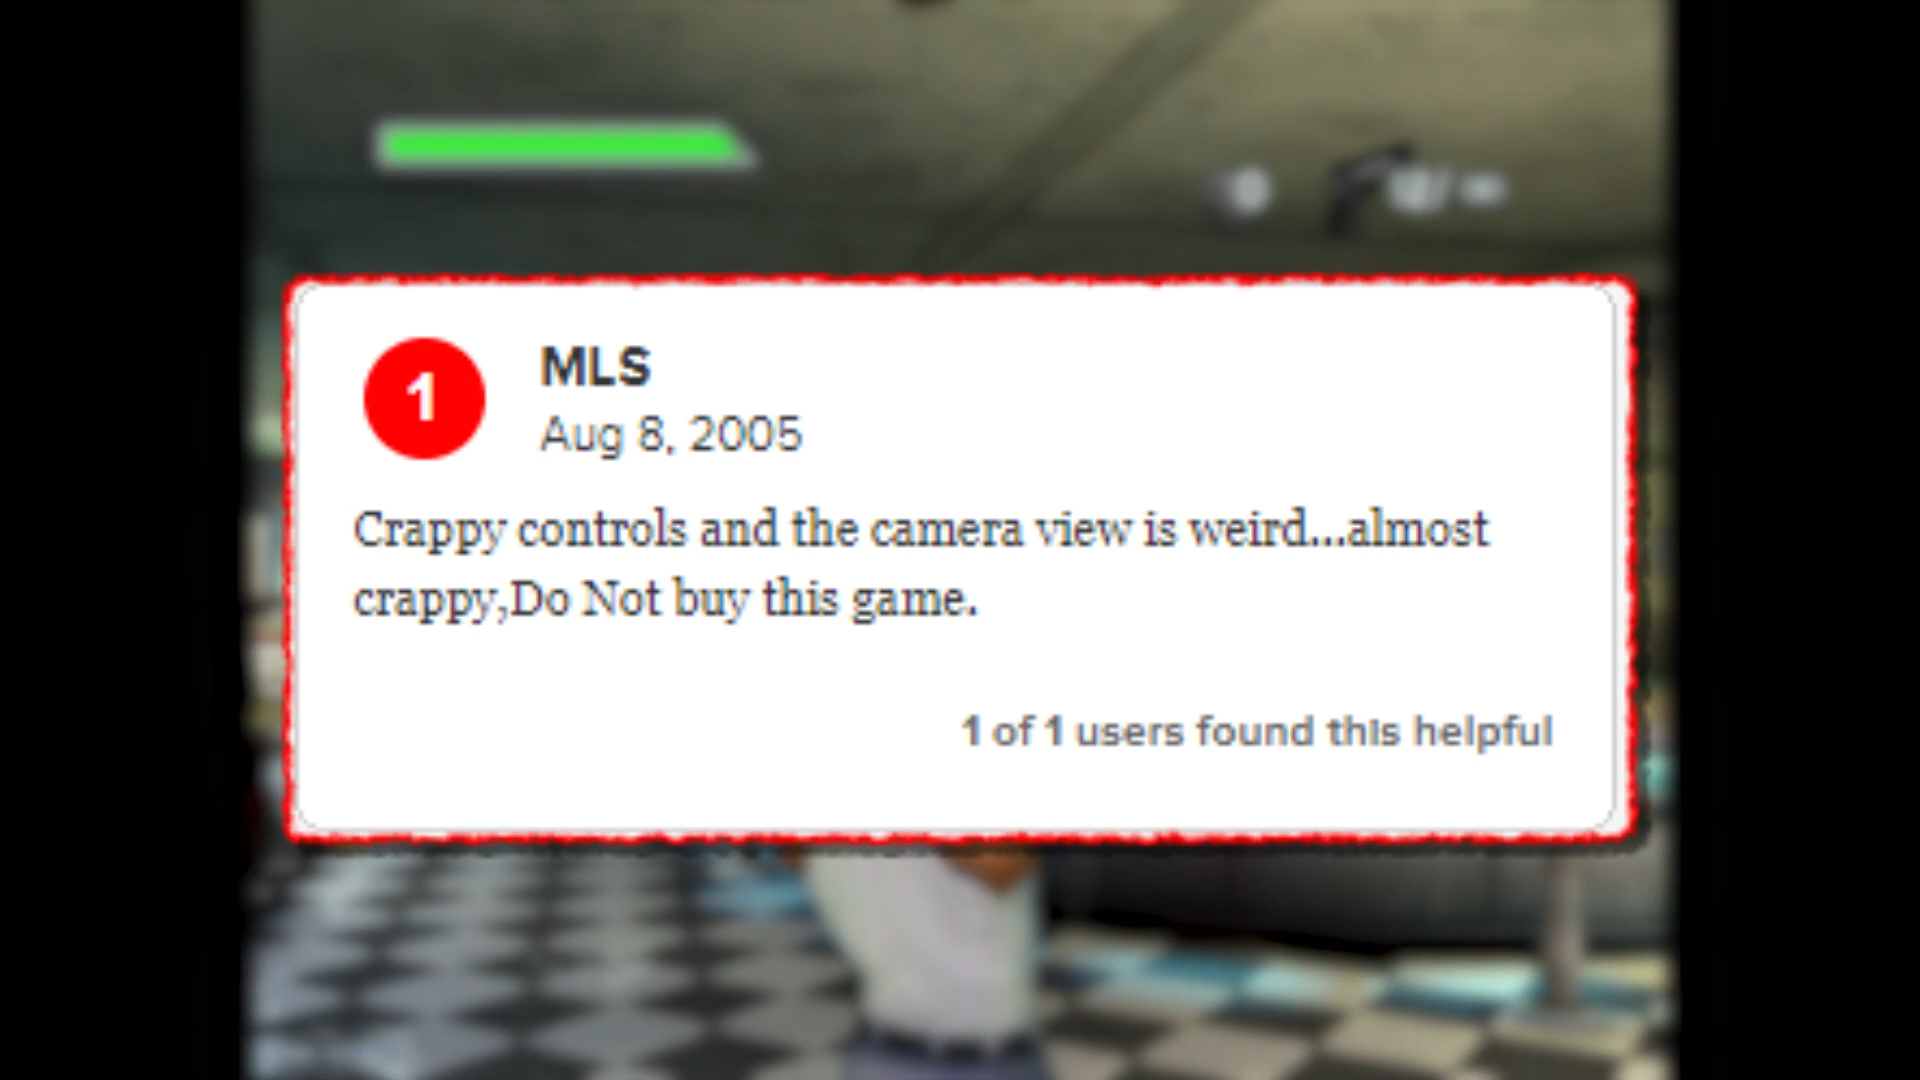 1
MLS
Aug 8, 2005
Crappy controls and the camera view is weird...almost
crappy,Do Not buy this game.
1 of 1 users found this helpful